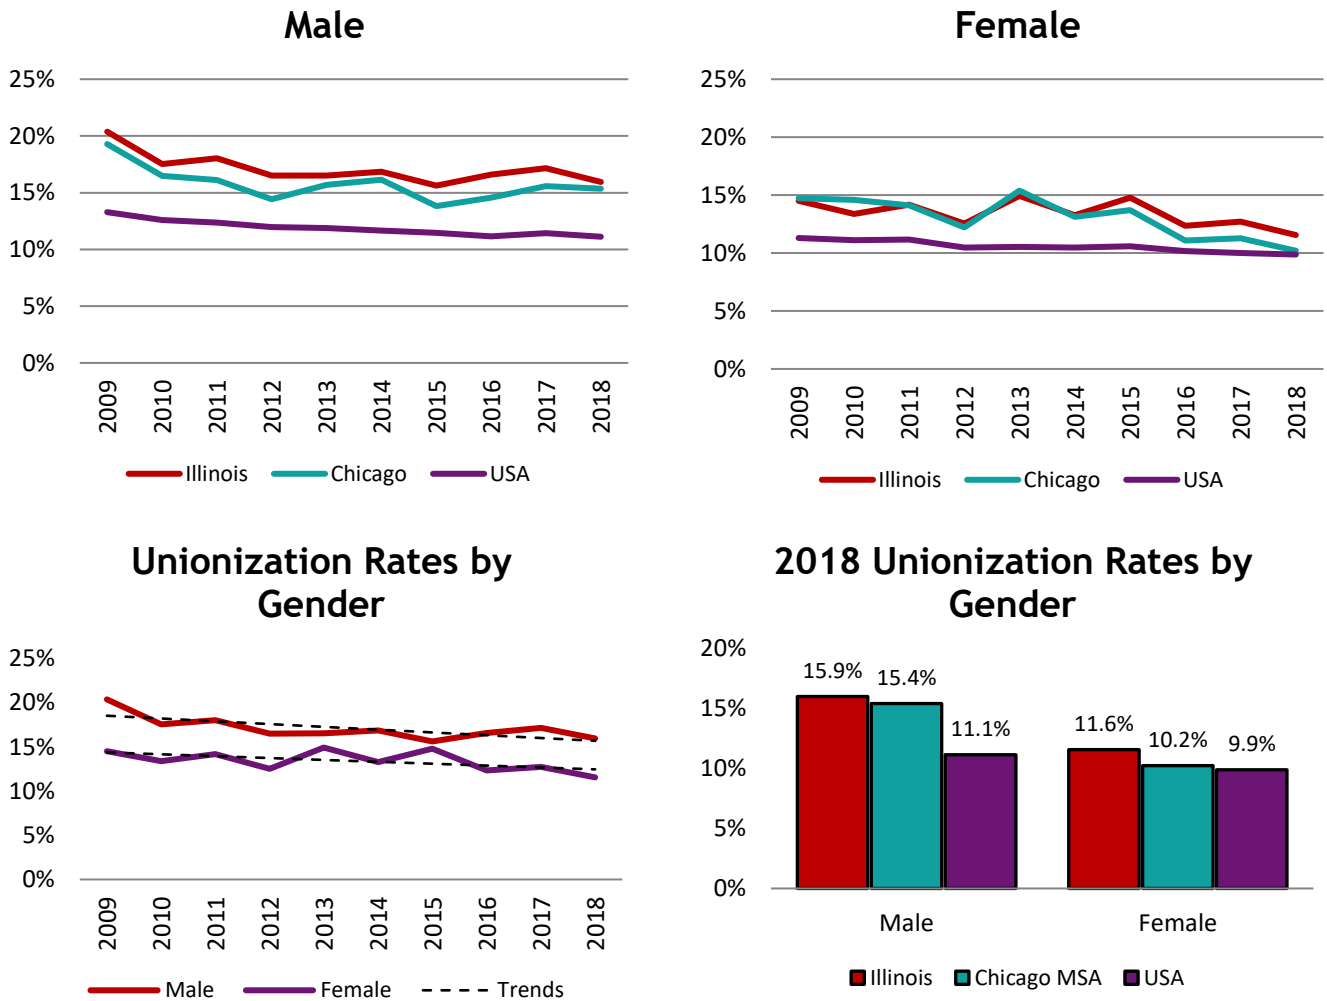 Male
25%
20%
15%
10%
5%
0%
2009 2010 2011 2012 2013 2014 2015 2016 2017 2018
Illinois Chicago USA
Female
25%
20%
15%
10%
5%
0%
2009 2010 2011 2012 2013 2014 2015 2016 2017 2018
Illinois Chicago USA
Unionization Rates by
Gender
25%
20%
15%
10%
5%
0%
2009 2010 2011 2012 2013 2014 2015 2016 2017 2018
Male Female Trends
2018 Unionization Rates by
Gender
20%
15%
10%
5%
0%
15.9% 15.4% 11.1% 11.6% 10.2% 9.9%
Male Female
Illinois Chicago MSA USA